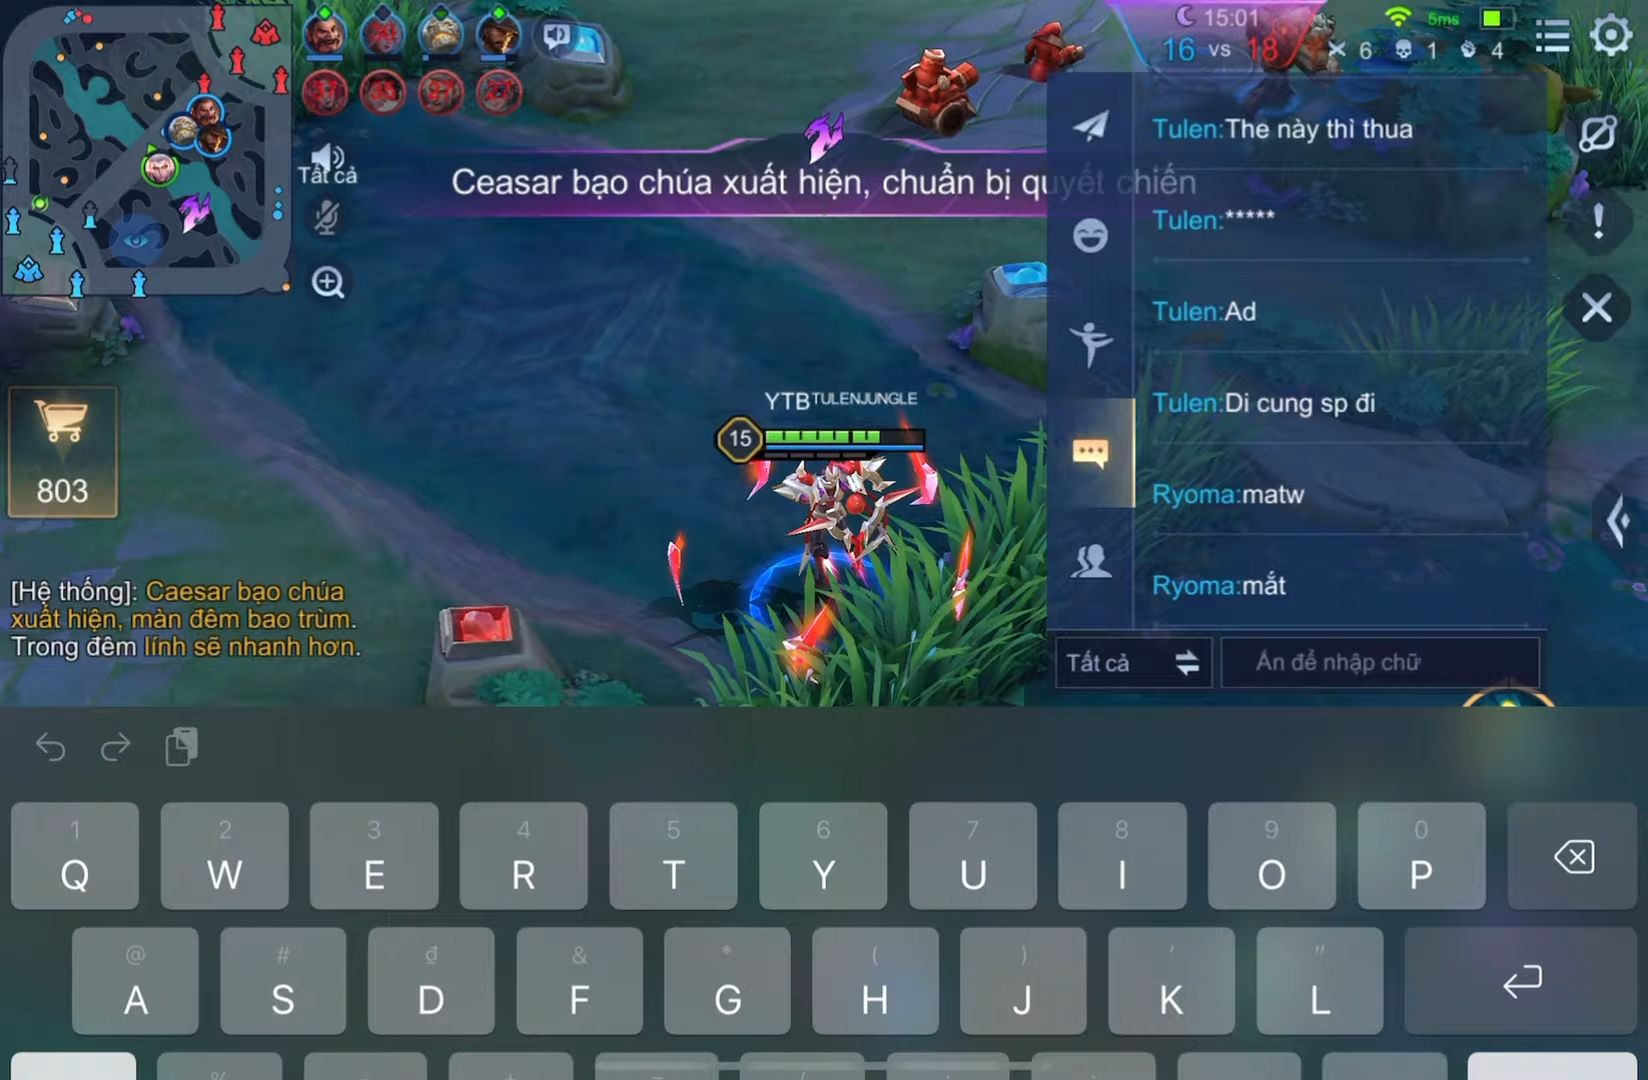 15:01
16 vs 18
6
1
4
5ms
Tất cả
Ceasar bạo chúa xuất hiện, chuẩn bị quyết chiến
Tulen:The này thì thua
Tulen:*****
Tulen:Ad
Tulen:Di cung sp đi
Ryoma:matw
Ryoma:mắt
Tất cả
Ấn để nhập chữ
YTBTULENJUNGLE
15
803
[Hệ thống]: Caesar bạo chúa
xuất hiện, màn đêm bao trùm.
Trong đêm lính sẽ nhanh hơn.
1 2 3 4 5 6 7 8 9 0
Q W E R T Y U I O P
@ # đ & * ( ) ' "
A S D F G H J K L